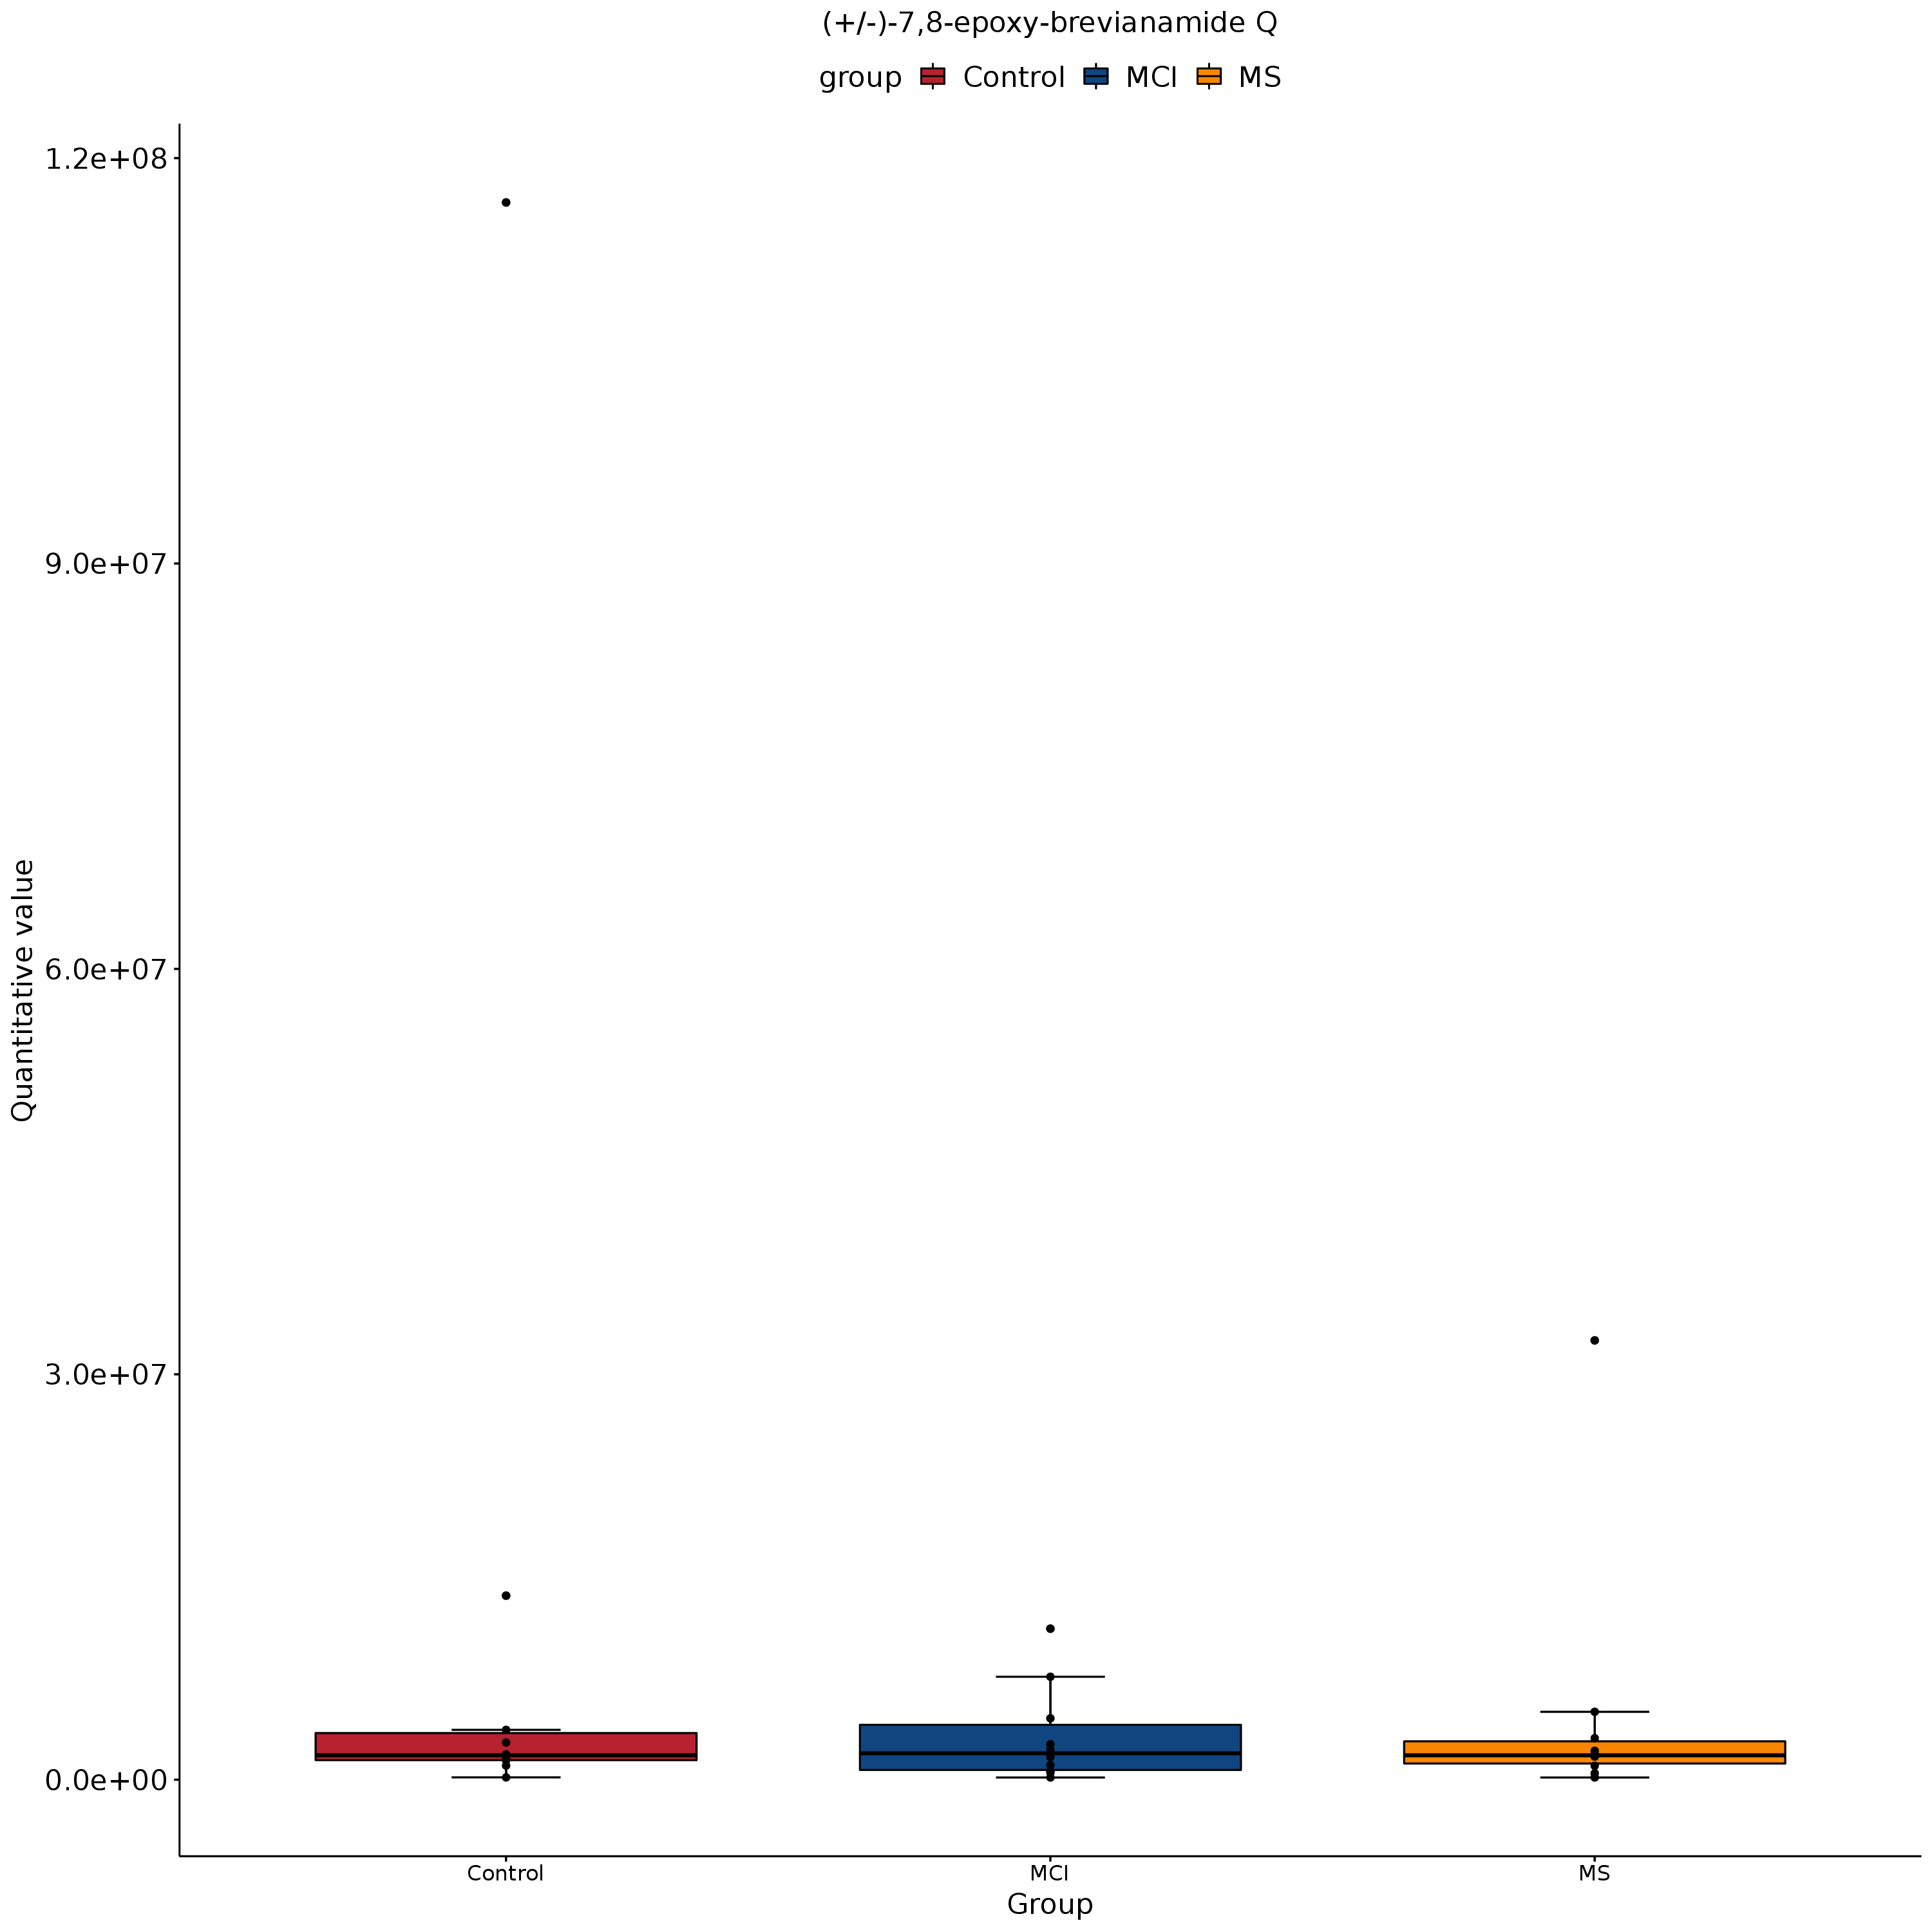 (+/-)-7,8-epoxy-brevianamide Q
group Control MCI MS
1.2e+08
9.0e+07
6.0e+07
3.0e+07
0.0e+00
Quantitative value
Control MCI MS
Group